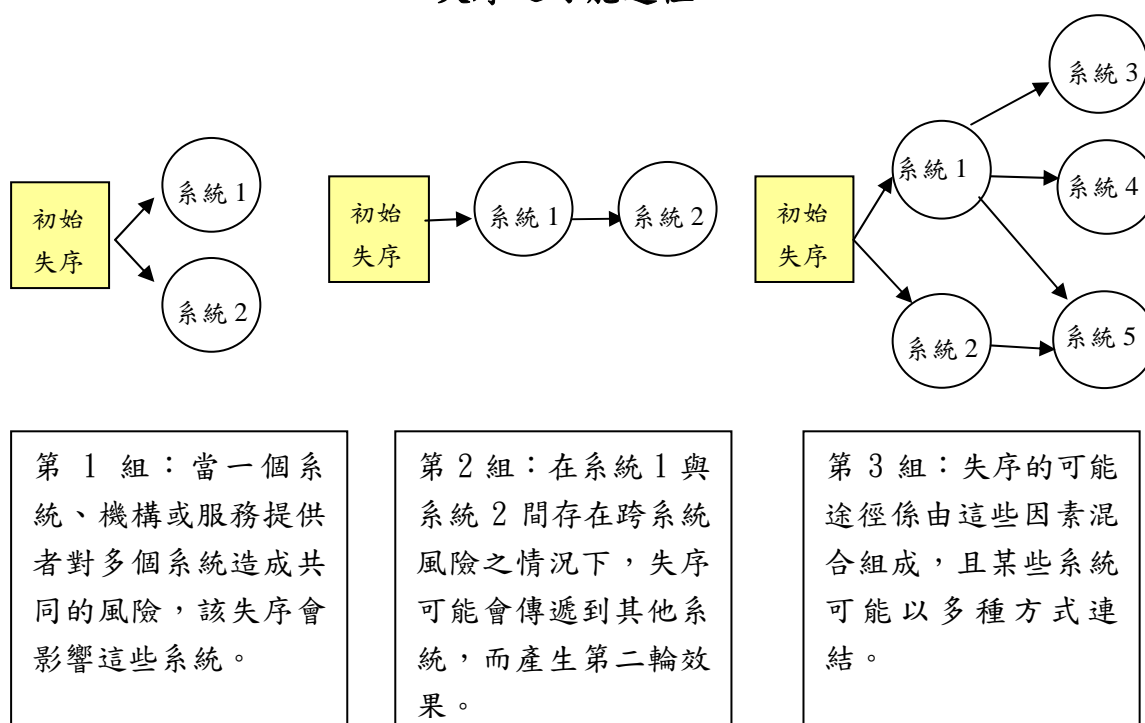 系統 3
系統 1
系統 4
初始
失序
系統 5
系統 2
系統 1
初始
失序
系統 2
初始
失序
系統 1
系統 2
第 1 組：當一個系
統、機構或服務提供
者對多個系統造成共
同的風險，該失序會
影響這些系統。
第 2 組：在系統 1 與
系統 2 間存在跨系統
風險之情況下，失序
可能會傳遞到其他系
統，而產生第二輪效
果。
第 3 組：失序的可能
途徑係由這些因素混
合組成，且某些系統
可能以多種方式連
結。